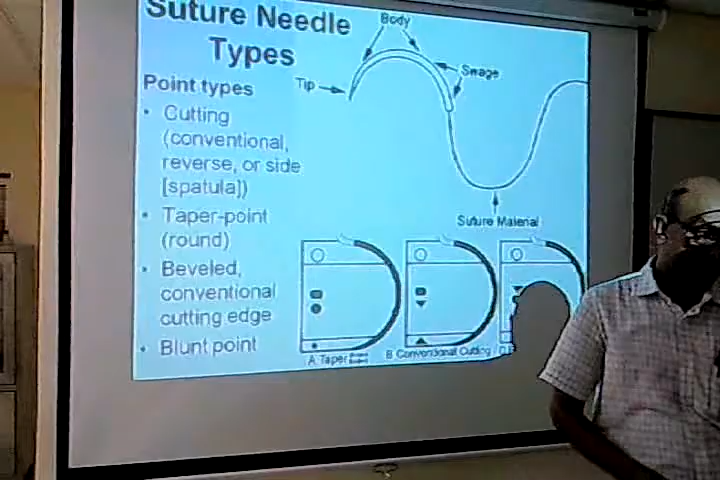 Suture Needle
Types
Point types
• Cutting
(conventional,
reverse, or side
[spatula])
• Taper-point
(round)
• Beveled,
conventional
cutting edge
• Blunt point
Body
Tip
Swage
Suture Material
A Taper
B Conventional Cutting